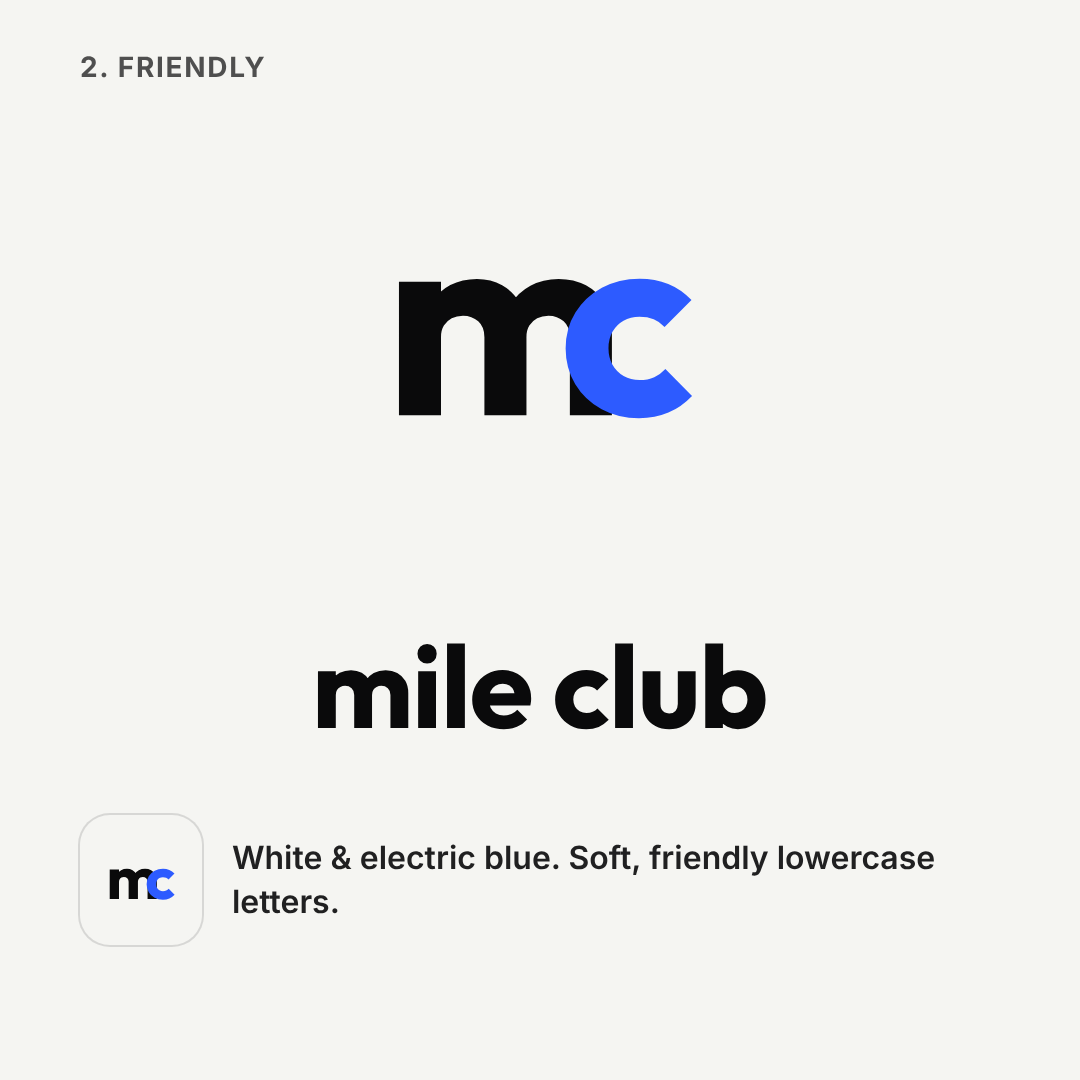 2. FRIENDLY
mc
mile club
mc
White & electric blue. Soft, friendly lowercase
letters.